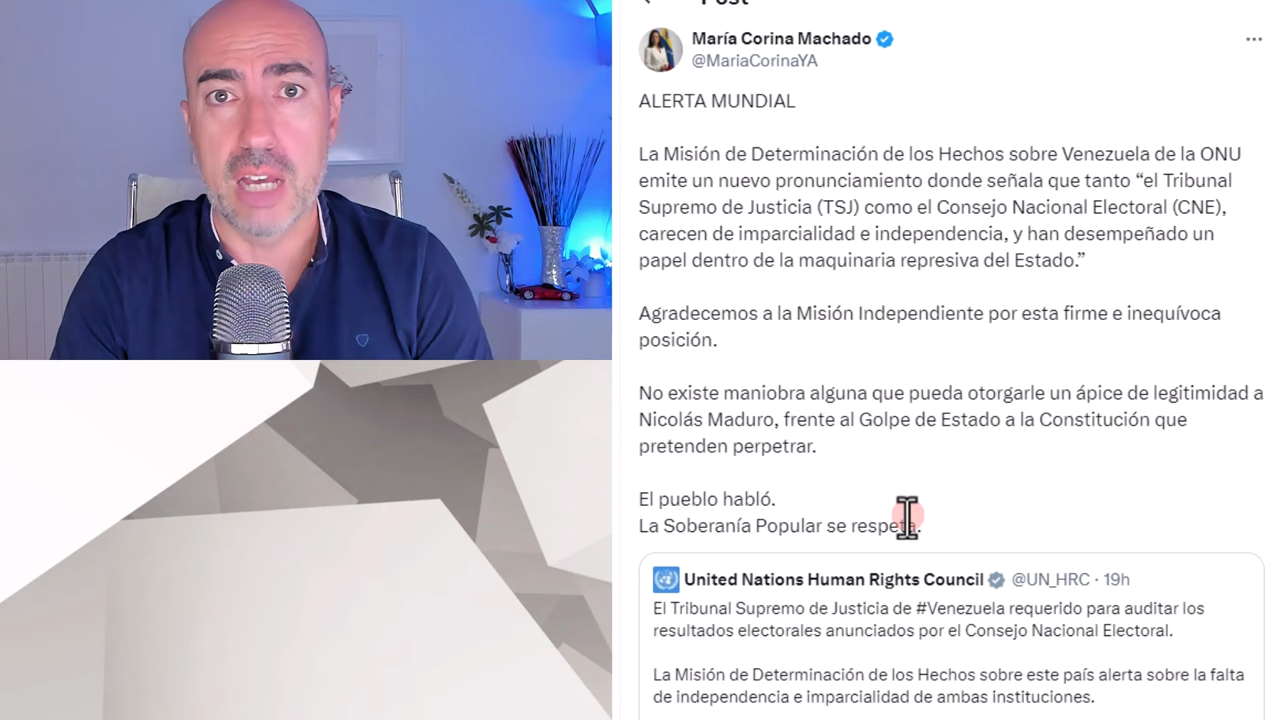 Post
María Corina Machado
@MariaCorinaYA
ALERTA MUNDIAL
La Misión de Determinación de los Hechos sobre Venezuela de la ONU
emite un nuevo pronunciamiento donde señala que tanto “el Tribunal
Supremo de Justicia (TSJ) como el Consejo Nacional Electoral (CNE),
carecen de imparcialidad e independencia, y han desempeñado un
papel dentro de la maquinaria represiva del Estado.”
Agradecemos a la Misión Independiente por esta firme e inequívoca
posición.
No existe maniobra alguna que pueda otorgarle un ápice de legitimidad a
Nicolás Maduro, frente al Golpe de Estado a la Constitución que
pretenden perpetrar.
El pueblo habló.
La Soberanía Popular se respeta.
United Nations Human Rights Council @UN_HRC · 19h
El Tribunal Supremo de Justicia de #Venezuela requerido para auditar los
resultados electorales anunciados por el Consejo Nacional Electoral.
La Misión de Determinación de los Hechos sobre este país alerta sobre la falta
de independencia e imparcialidad de ambas instituciones.